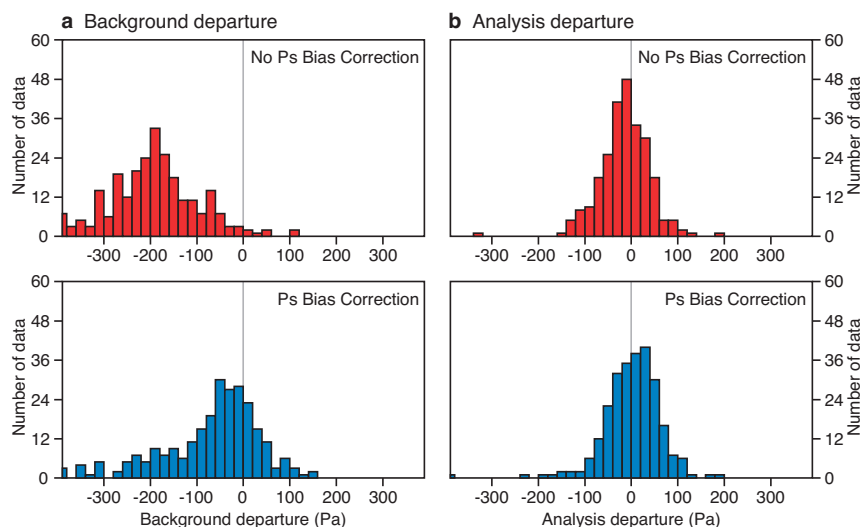 a Background departure
60
48
36
24
12
0
Number of data
No Ps Bias Correction
-300 -200 -100 0 100 200 300
b Analysis departure
No Ps Bias Correction
60
48
36
24
12
0
Number of data
-300 -200 -100 0 100 200 300
60
48
36
24
12
0
Number of data
Ps Bias Correction
-300 -200 -100 0 100 200 300
Background departure (Pa)
Ps Bias Correction
60
48
36
24
12
0
Number of data
-300 -200 -100 0 100 200 300
Analysis departure (Pa)